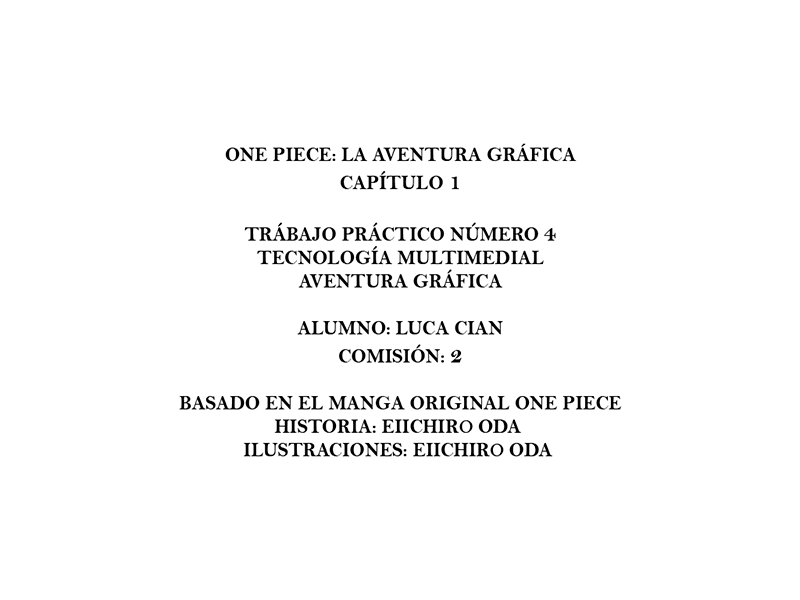 ONE PIECE: LA AVENTURA GRÁFICA
CAPÍTULO 1
TRÁBAJO PRÁCTICO NÚMERO 4
TECNOLOGÍA MULTIMEDIAL
AVENTURA GRÁFICA
ALUMNO: LUCA CIAN
COMISIÓN: 2
BASADO EN EL MANGA ORIGINAL ONE PIECE
HISTORIA: EIICHIRO ODA
ILUSTRACIONES: EIICHIRO ODA